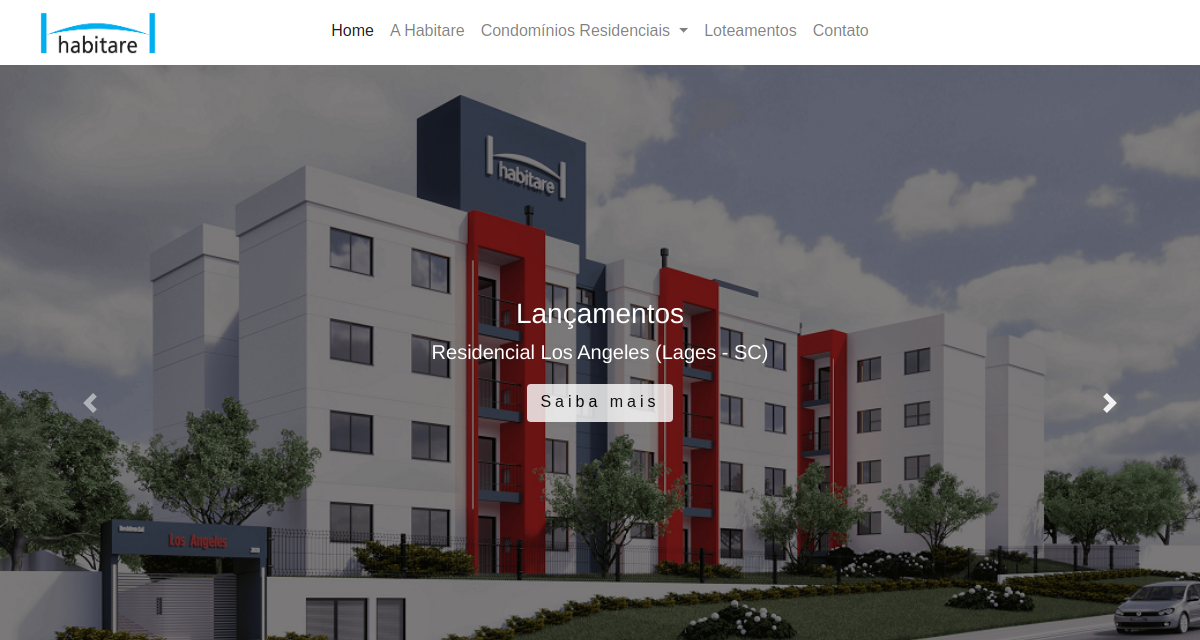 habitare
Home A Habitare Condomínios Residenciais Loteamentos Contato
habitare
Lançamentos
Residencial Los Angeles (Lages - SC)
Saiba mais
Residencial
Los Angeles